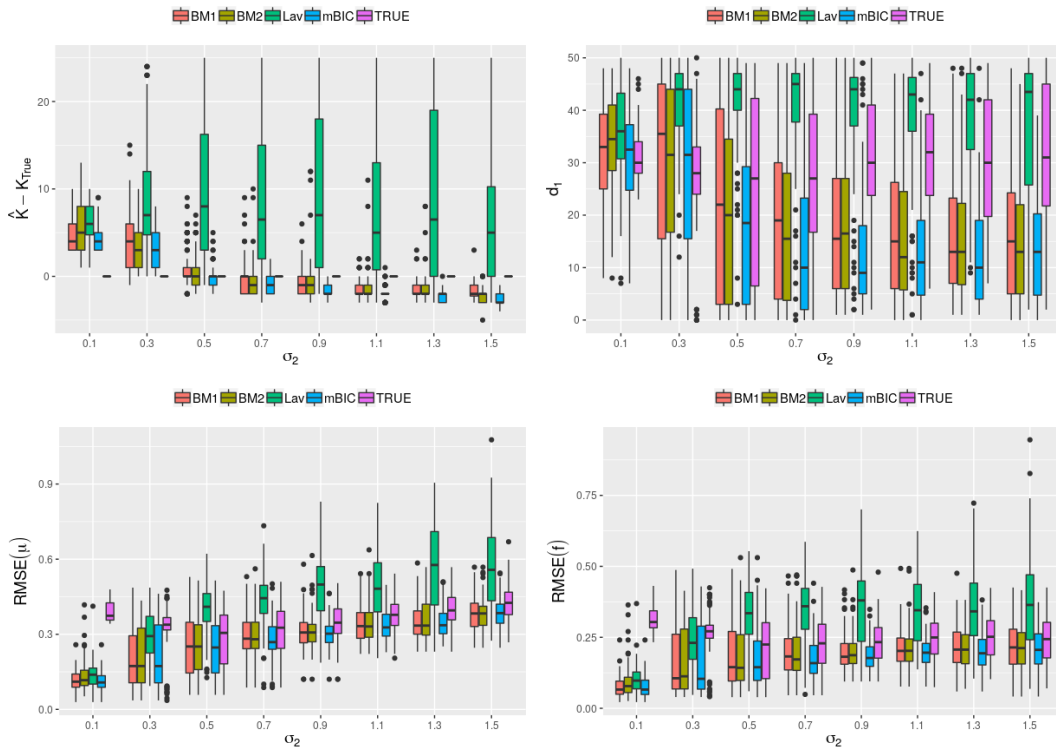 BM1 BM2 Lav mBIC TRUE
K̂ − K_True
20
10
0
0.1 0.3 0.5 0.7 0.9 1.1 1.3 1.5
σ₂
BM1 BM2 Lav mBIC TRUE
d₁
50
40
30
20
10
0
0.1 0.3 0.5 0.7 0.9 1.1 1.3 1.5
σ₂
BM1 BM2 Lav mBIC TRUE
RMSE(μ)
0.9
0.6
0.3
0.0
0.1 0.3 0.5 0.7 0.9 1.1 1.3 1.5
σ₂
BM1 BM2 Lav mBIC TRUE
RMSE(f)
0.75
0.50
0.25
0.00
0.1 0.3 0.5 0.7 0.9 1.1 1.3 1.5
σ₂